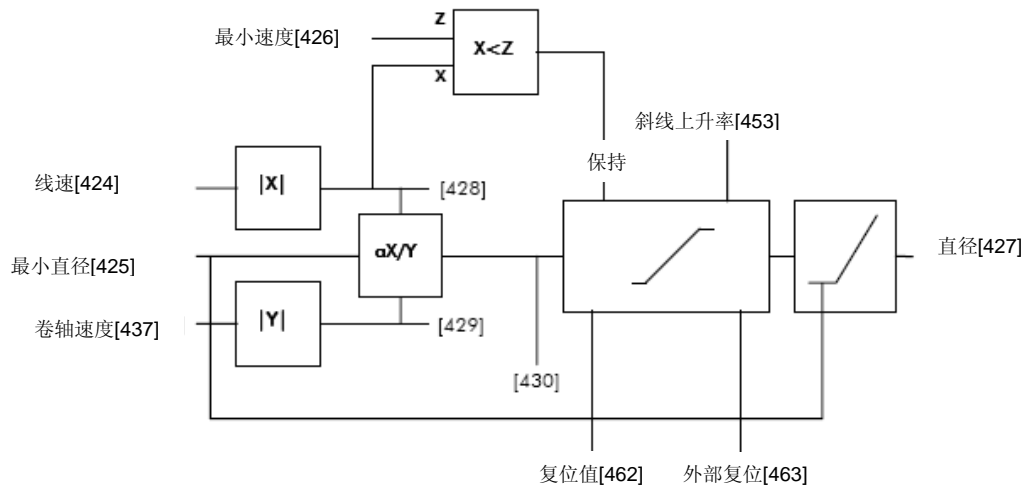 Z
最小速度[426]
X<Z
X
斜线上升率[453]
保持
线速[424]
|X|
[428]
aX/Y
直径[427]
最小直径[425]
卷轴速度[437]
|Y|
[429]
[430]
复位值[462]
外部复位[463]